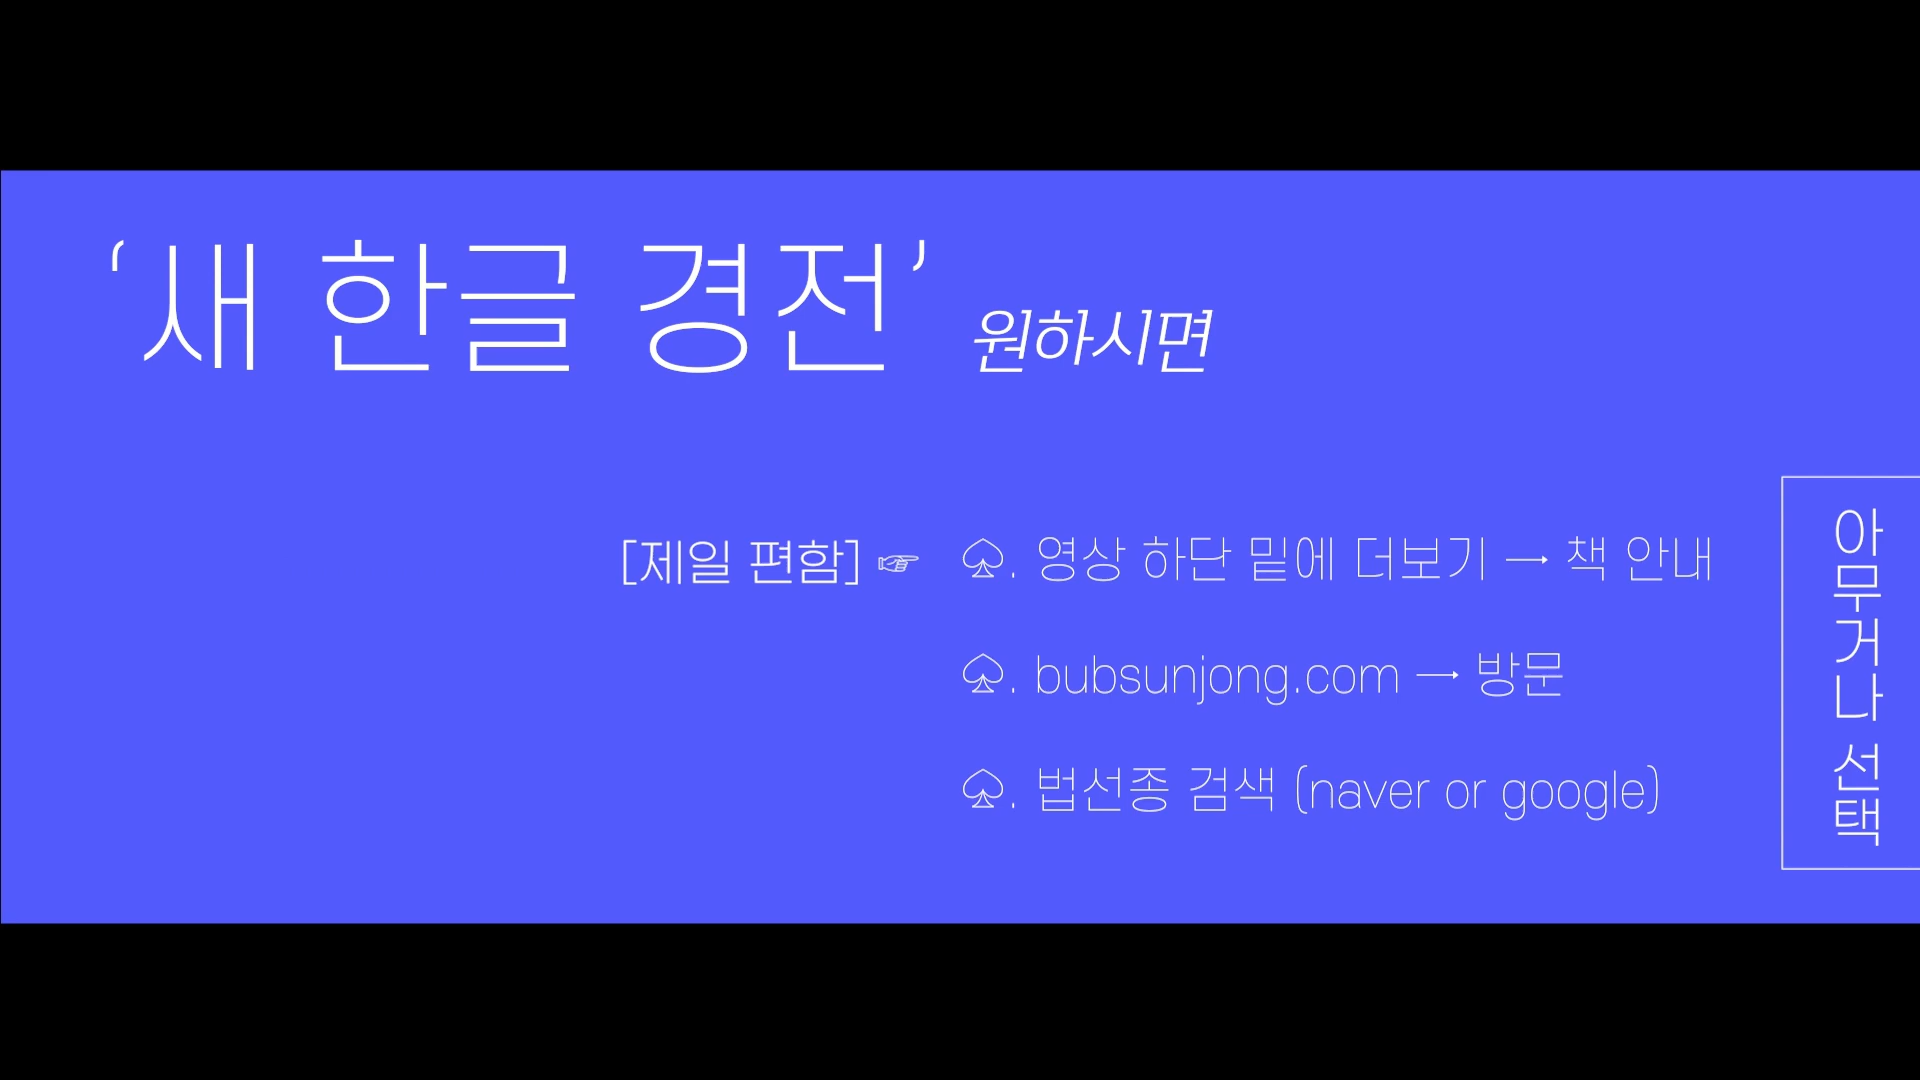 ‘새 한글 경전’ 원하시면
[제일 편함] ☞ ♤. 영상 하단 밑에 더보기 → 책 안내
♤. bubsunjong.com → 방문
♤. 법선종 검색 (naver or google)
아무거나 선택